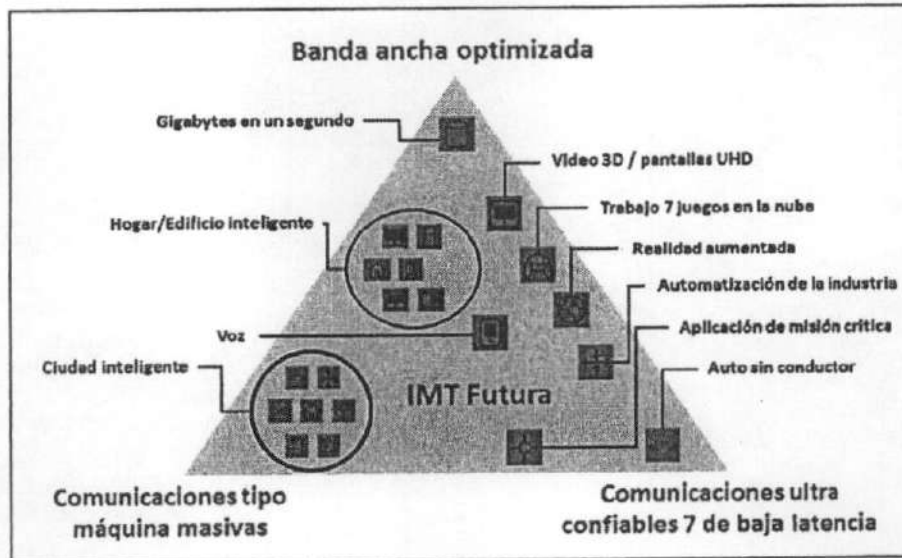 Banda ancha optimizada
Gigabytes en un segundo
Video 3D / pantallas UHD
Trabajo 7 juegos en la nube
Hogar/Edificio inteligente
Realidad aumentada
Automatización de la industria
Voz
Aplicación de misión critica
Ciudad inteligente
Auto sin conductor
IMT Futura
Comunicaciones tipo
máquina masivas
Comunicaciones ultra
confiables 7 de baja latencia